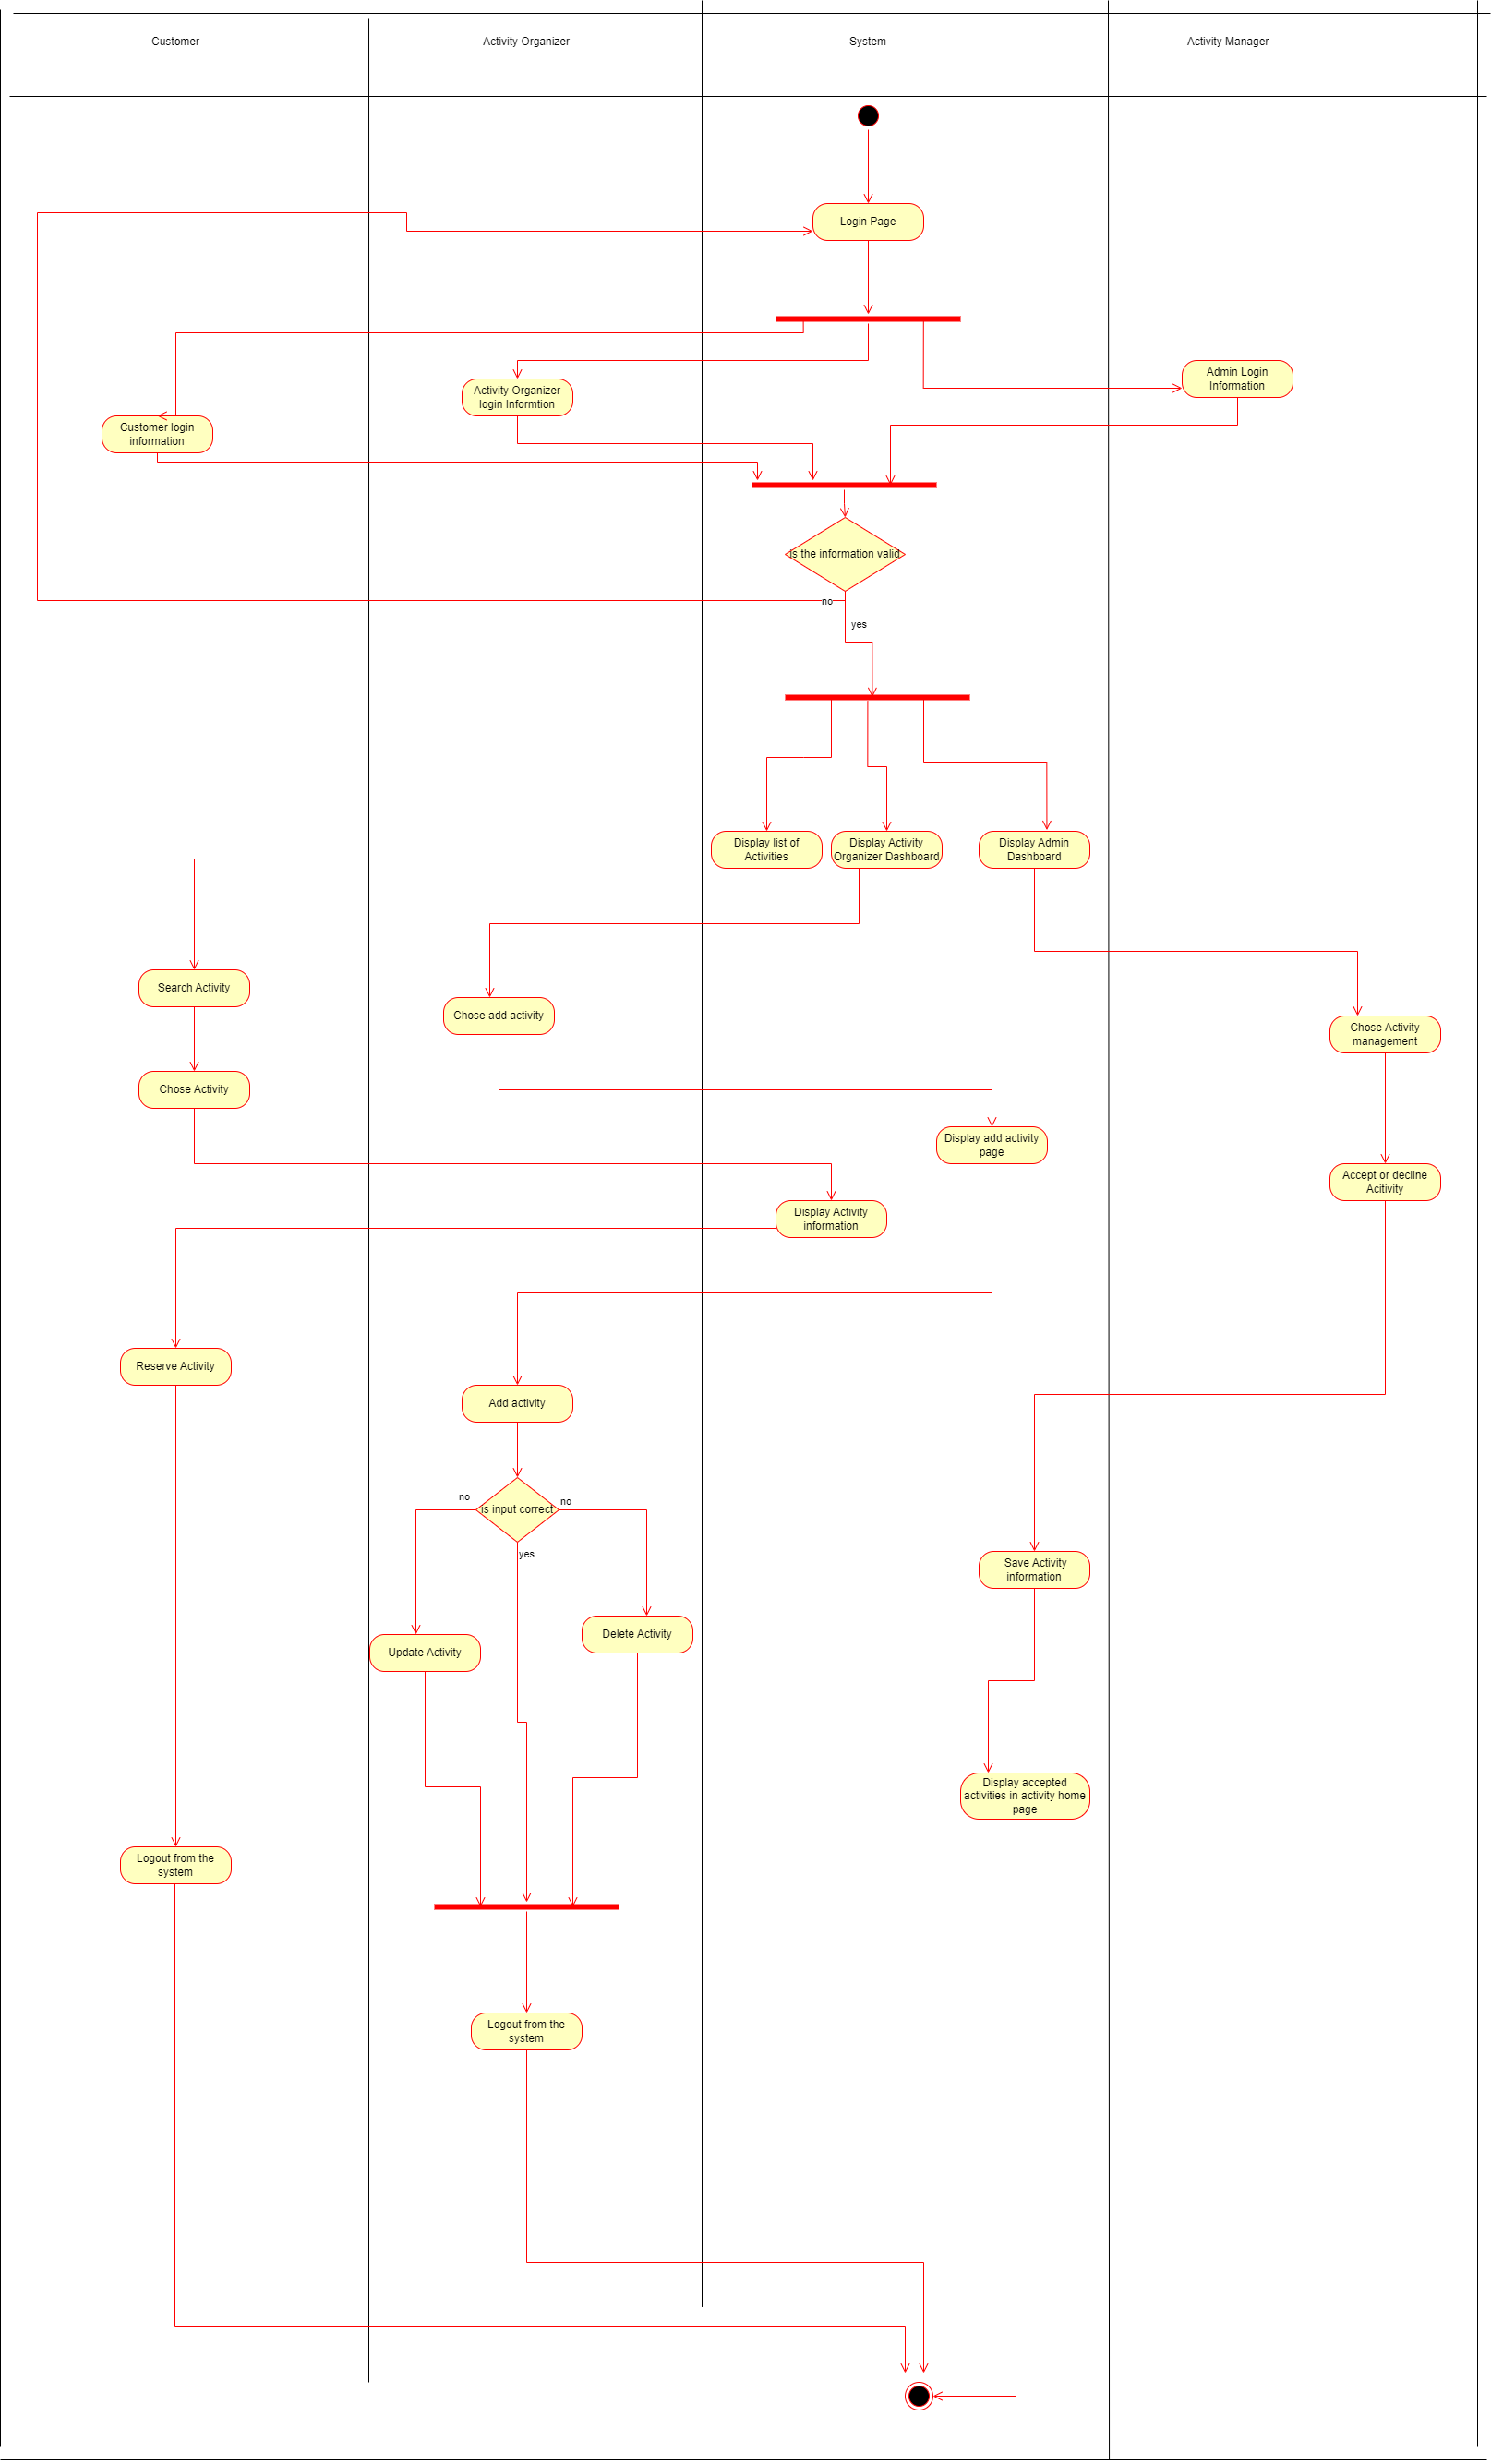 Customer
Activity Organizer
System
Activity Manager
Login Page
Admin Login
Information
Activity Organizer
login Informtion
Customer login
information
Is the information valid
no
yes
Display list of
Activities
Display Activity
Organizer Dashboard
Display Admin
Dashboard
Search Activity
Chose add activity
Chose Activity
management
Chose Activity
Display add activity
page
Accept or decline
Acitivity
Display Activity
information
Reserve Activity
Add activity
no
no
is input correct
yes
Save Activity
information
Delete Activity
Update Activity
Display accepted
activities in activity home
page
Logout from the
system
Logout from the
system